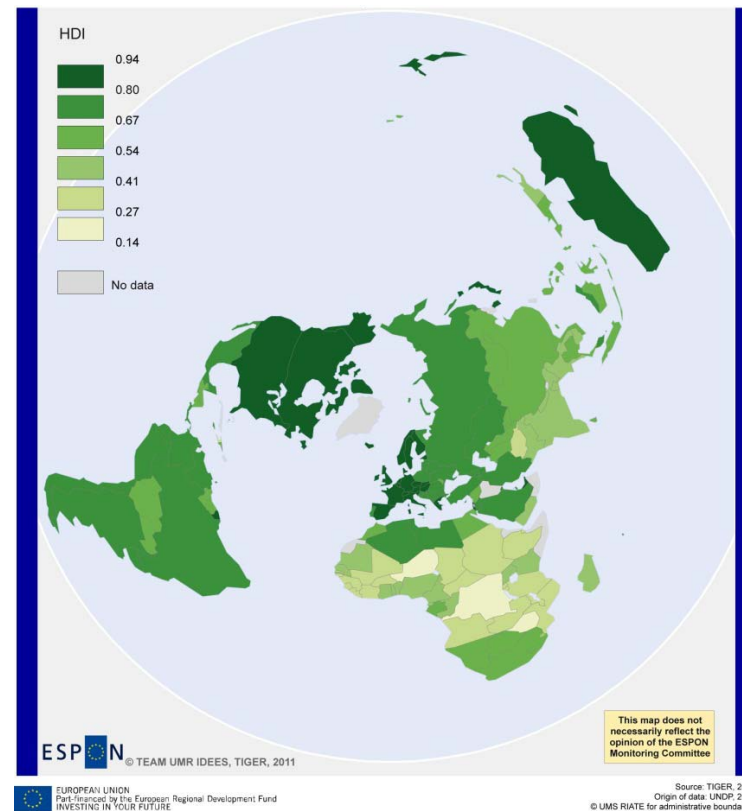 HDI
0.94
0.80
0.67
0.54
0.41
0.27
0.14
No data
This map does not
necessarily reflect the
opinion of the ESPON
Monitoring Committee
ESPON
© TEAM UMR IDEES, TIGER, 2011
EUROPEAN UNION
Part-financed by the European Regional Development Fund
INVESTING IN YOUR FUTURE
Source: TIGER, 2
Origin of data: UNDP, 2
© UMS RIATE for administrative bounda